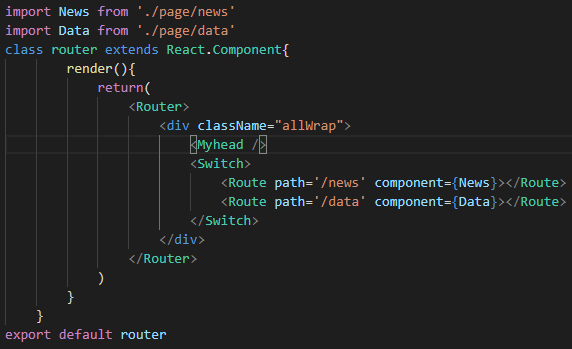 import News from './page/news'
import Data from './page/data'
class router extends React.Component{
render(){
return(
<Router>
<div className="allWrap">
<Myhead />
<Switch>
<Route path='/news' component={News}></Route>
<Route path='/data' component={Data}></Route>
</Switch>
</div>
</Router>
)
}
}
export default router